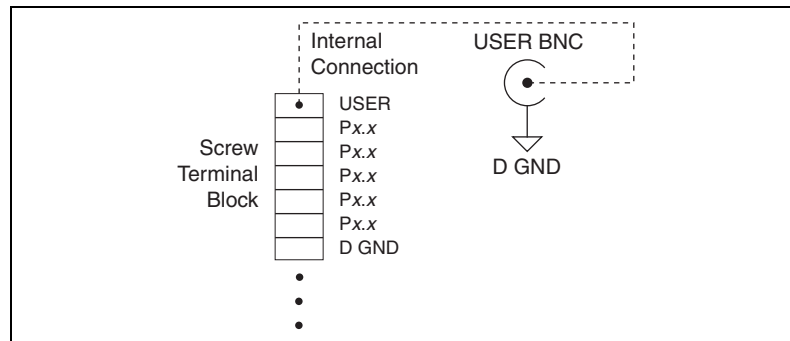 Internal
Connection
USER BNC
D GND
Screw
Terminal
Block
USER
Px.x
Px.x
Px.x
Px.x
Px.x
D GND